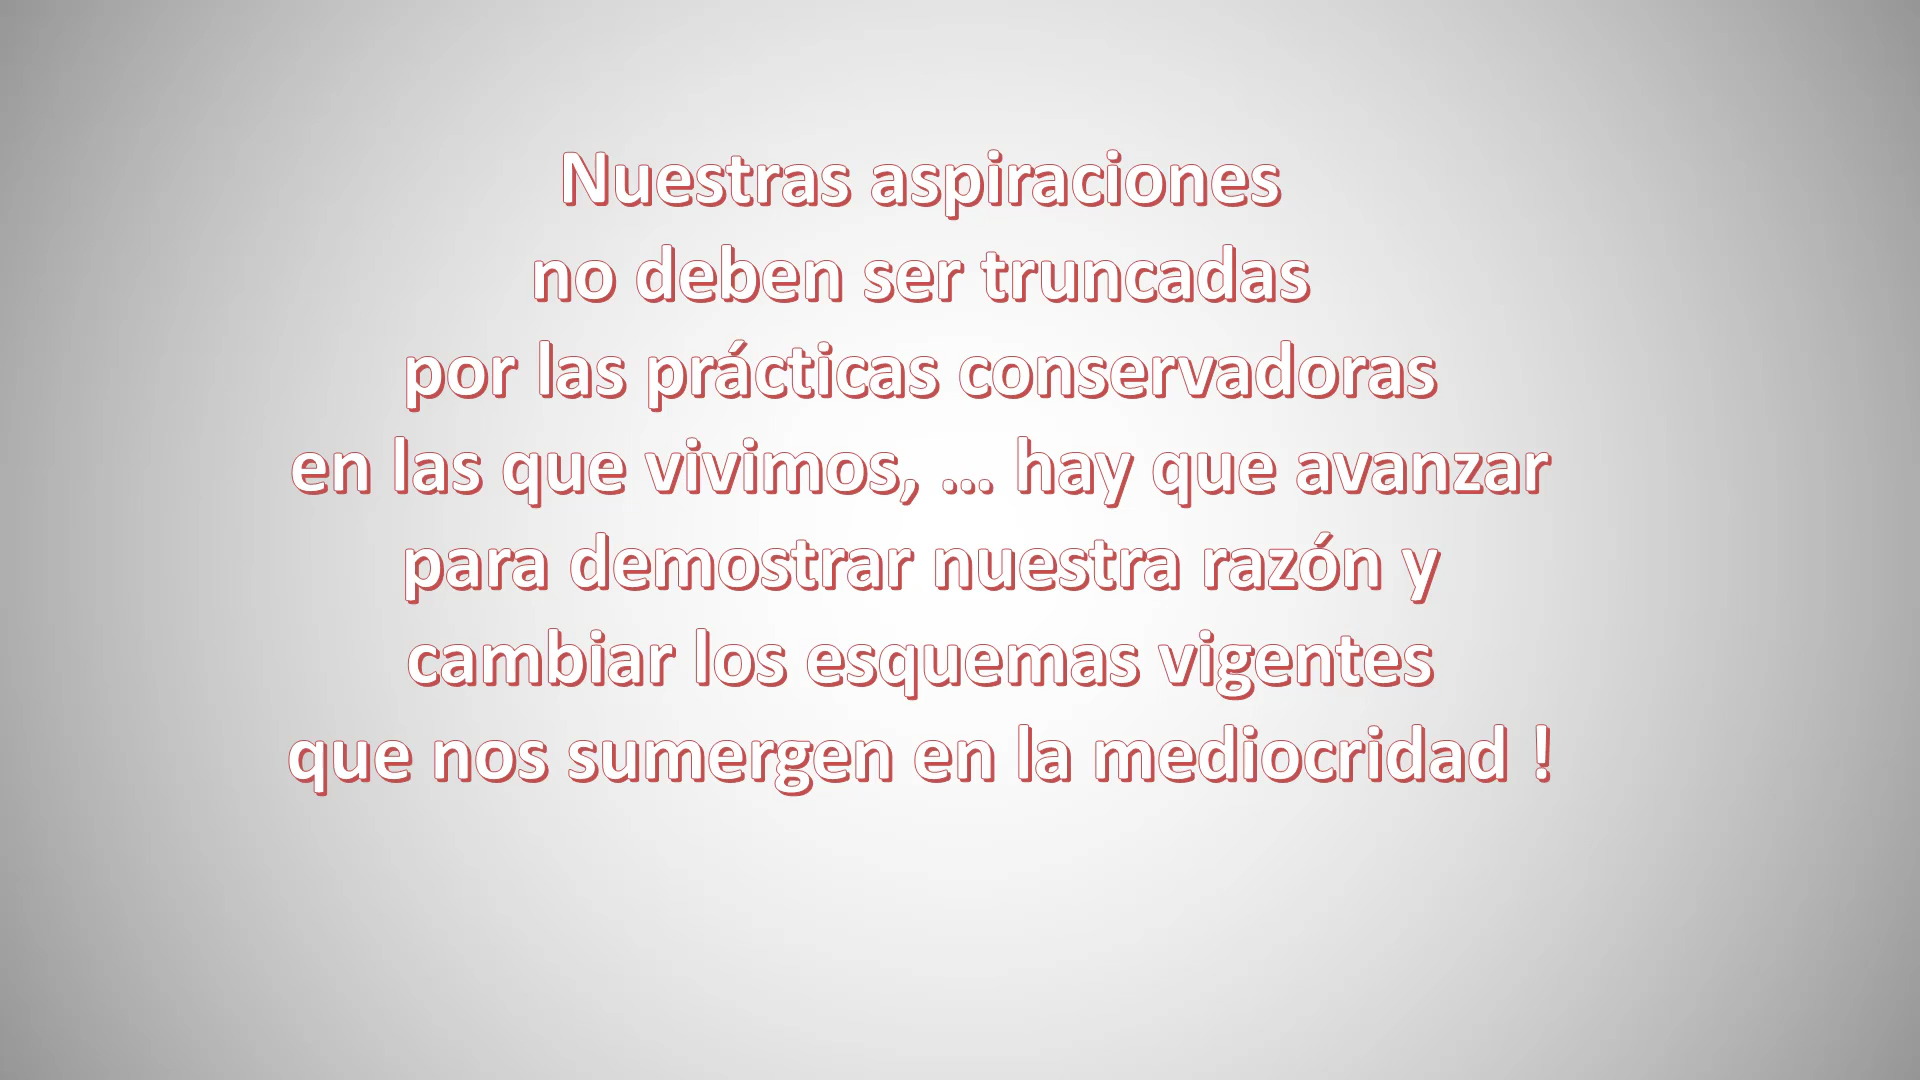 Nuestras aspiraciones
no deben ser truncadas
por las prácticas conservadoras
en las que vivimos, ... hay que avanzar
para demostrar nuestra razón y
cambiar los esquemas vigentes
que nos sumergen en la mediocridad !